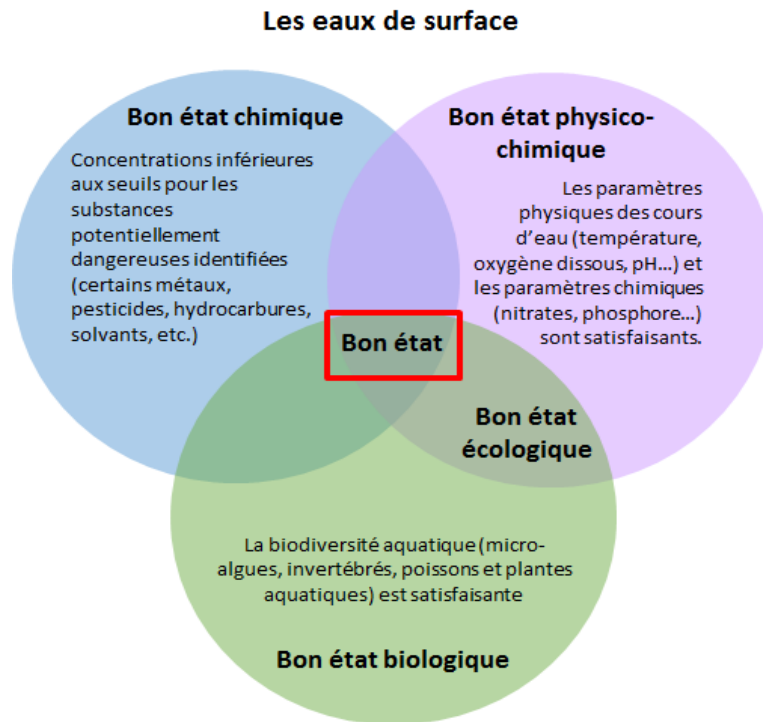 Les eaux de surface
Bon état chimique
Concentrations inférieures
aux seuils pour les
substances
potentiellement
dangereuses identifiées
(certains métaux,
pesticides, hydrocarbures,
solvants, etc.)
Bon état physico-
chimique
Les paramètres
physiques des cours
d'eau (température,
oxygène dissous, pH...) et
les paramètres chimiques
(nitrates, phosphore...)
sont satisfaisants.
Bon état
Bon état
écologique
La biodiversité aquatique (micro-
algues, invertébrés, poissons et plantes
aquatiques) est satisfaisante
Bon état biologique